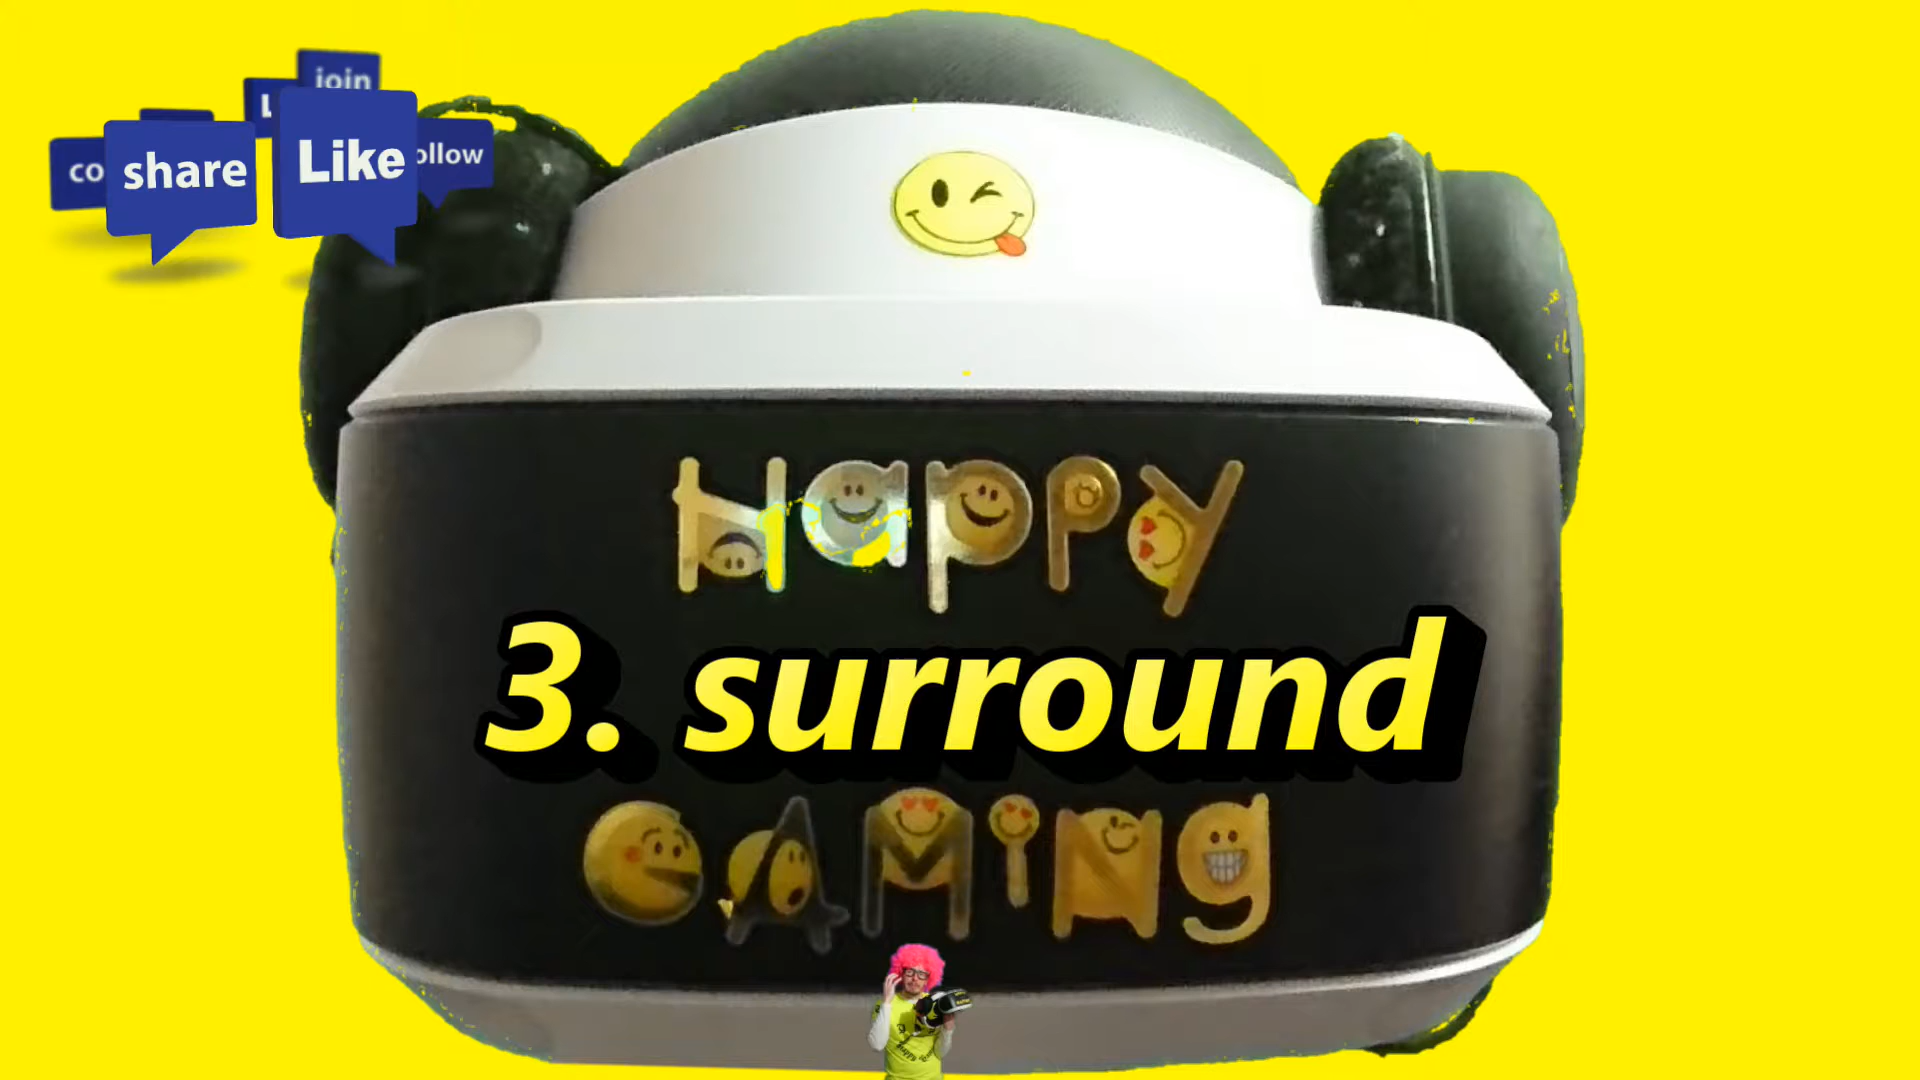 join
L
co
share
Like
ollow
Happy
3. surround
GAMiNg